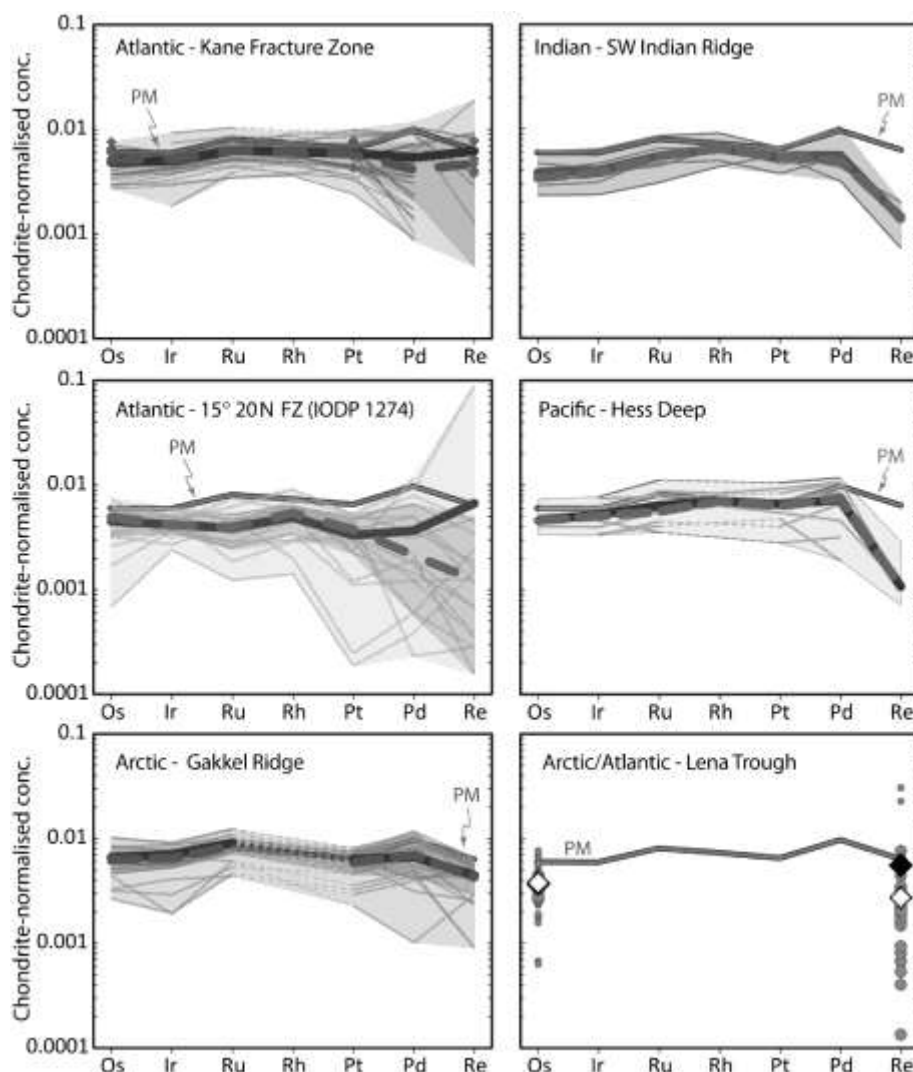 Chondrite-normalised conc.
0.1
0.01
0.001
0.0001
Atlantic - Kane Fracture Zone
PM
Os Ir Ru Rh Pt Pd Re
Indian - SW Indian Ridge
PM
Os Ir Ru Rh Pt Pd Re
Chondrite-normalised conc.
0.1
0.01
0.001
0.0001
Atlantic - 15° 20N FZ (IODP 1274)
PM
Os Ir Ru Rh Pt Pd Re
Pacific - Hess Deep
PM
Os Ir Ru Rh Pt Pd Re
Chondrite-normalised conc.
0.1
0.01
0.001
0.0001
Arctic - Gakkel Ridge
PM
Os Ir Ru Rh Pt Pd Re
Arctic/Atlantic - Lena Trough
PM
Os Ir Ru Rh Pt Pd Re